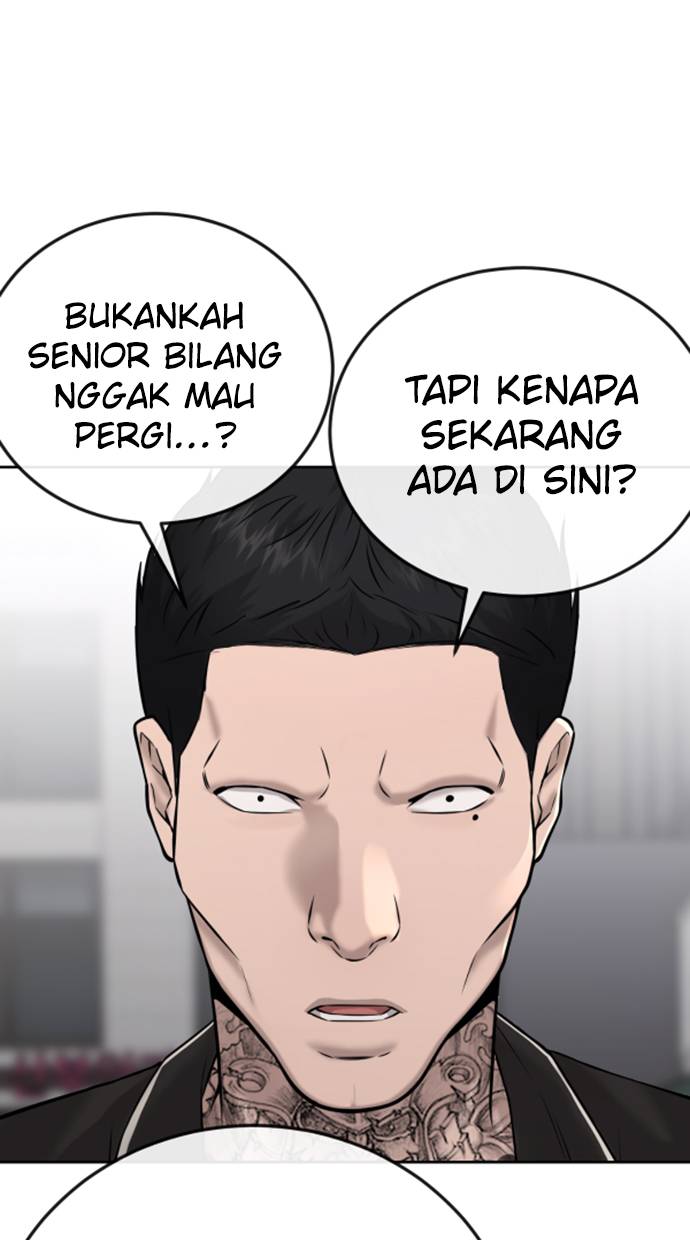 BUKANKAH
SENIOR BILANG
NGGAK MAU
PERGI...?
TAPI KENAPA
SEKARANG
ADA DI SINI?